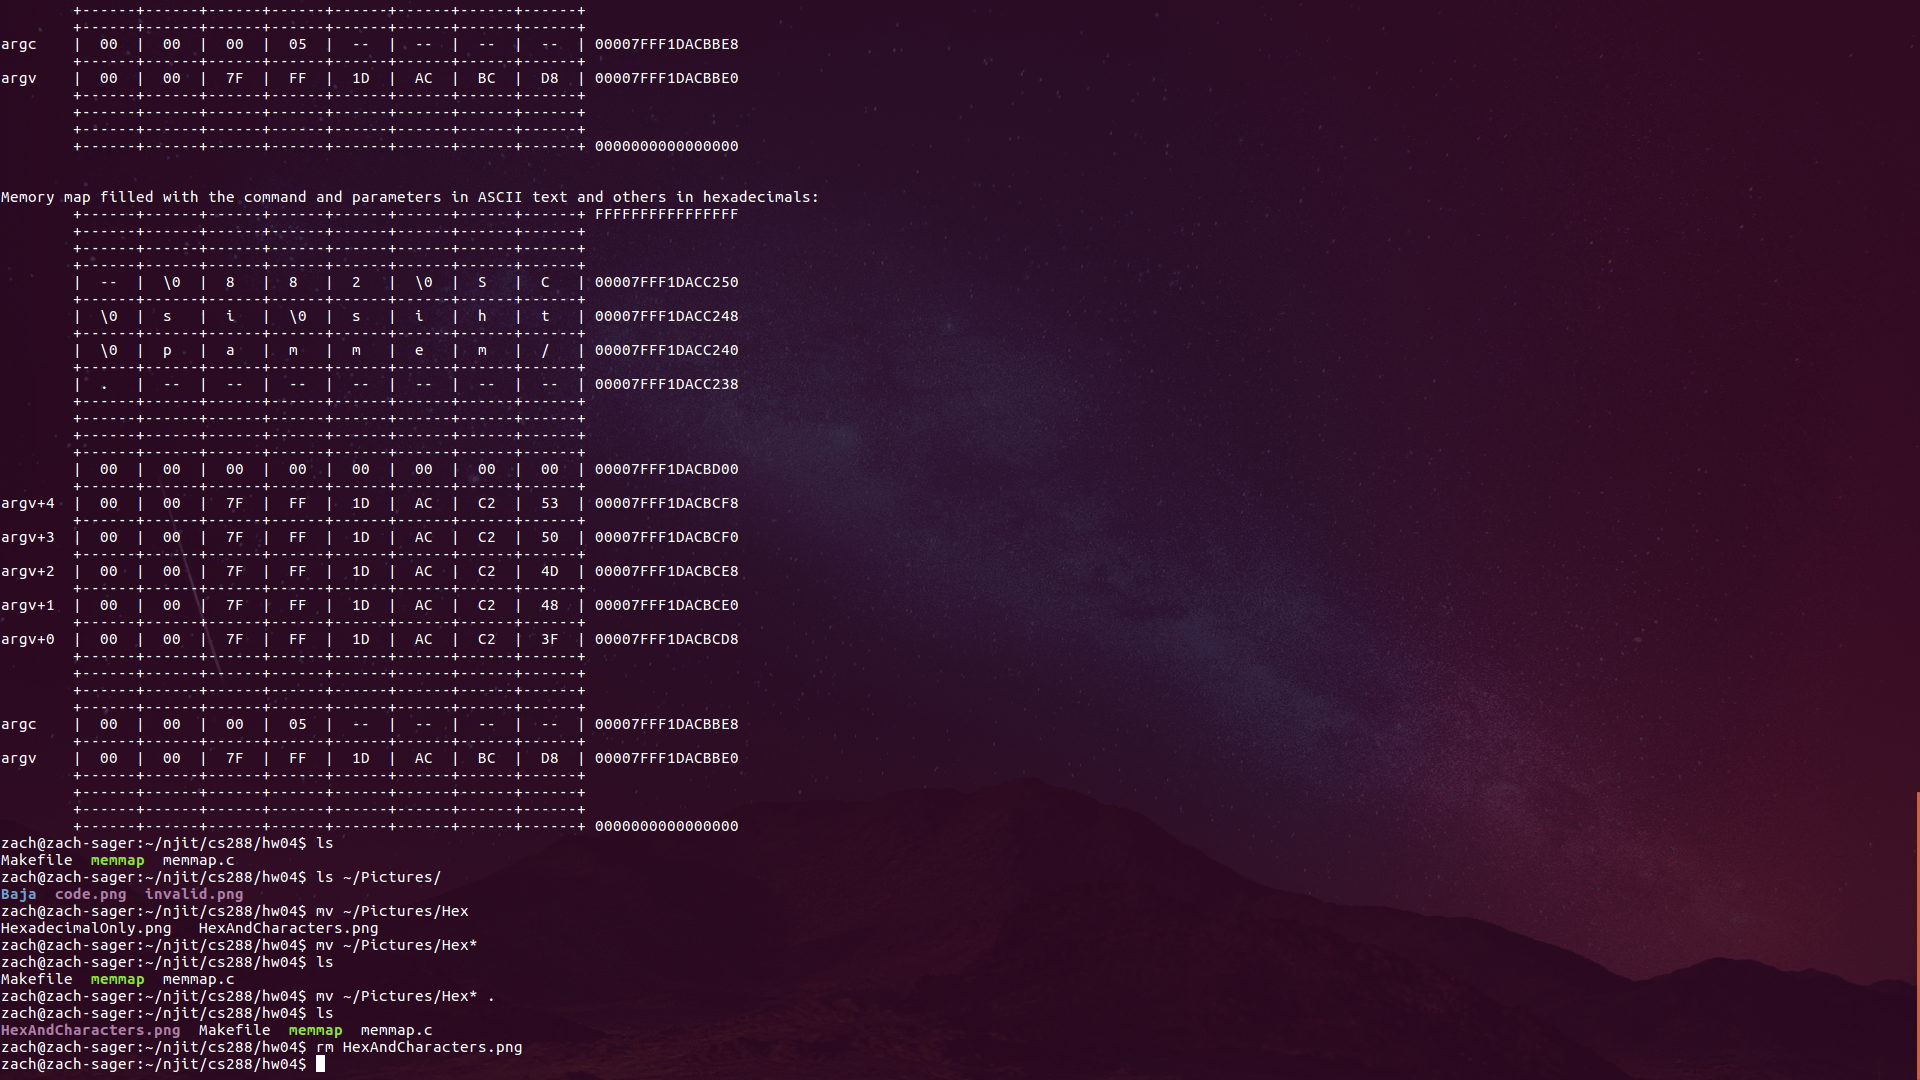 +------+------+------+------+------+------+------+------+
         +------+------+------+------+------+------+------+------+
argc     |  00  |  00  |  00  |  05  |  --  |  --  |  --  |  --  | 00007FFF1DACBBE8
         +------+------+------+------+------+------+------+------+
argv     |  00  |  00  |  7F  |  FF  |  1D  |  AC  |  BC  |  D8  | 00007FFF1DACBBE0
         +------+------+------+------+------+------+------+------+
         +------+------+------+------+------+------+------+------+
         +------+------+------+------+------+------+------+------+
         +------+------+------+------+------+------+------+------+ 0000000000000000
Memory map filled with the command and parameters in ASCII text and others in hexadecimals:
         +------+------+------+------+------+------+------+------+ FFFFFFFFFFFFFFFF
         +------+------+------+------+------+------+------+------+
         +------+------+------+------+------+------+------+------+
         +------+------+------+------+------+------+------+------+
         |  --  |  \0  |  8   |  8   |  2   |  \0  |  S   |  C   | 00007FFF1DACC250
         +------+------+------+------+------+------+------+------+
         |  \0  |  s   |  i   |  \0  |  s   |  i   |  h   |  t   | 00007FFF1DACC248
         +------+------+------+------+------+------+------+------+
         |  \0  |  p   |  a   |  m   |  m   |  e   |  m   |  /   | 00007FFF1DACC240
         +------+------+------+------+------+------+------+------+
         |  .   |  --  |  --  |  --  |  --  |  --  |  --  |  --  | 00007FFF1DACC238
         +------+------+------+------+------+------+------+------+
         +------+------+------+------+------+------+------+------+
         +------+------+------+------+------+------+------+------+
         +------+------+------+------+------+------+------+------+
         |  00  |  00  |  00  |  00  |  00  |  00  |  00  |  00  | 00007FFF1DACBD00
         +------+------+------+------+------+------+------+------+
argv+4   |  00  |  00  |  7F  |  FF  |  1D  |  AC  |  C2  |  53  | 00007FFF1DACBCF8
         +------+------+------+------+------+------+------+------+
argv+3   |  00  |  00  |  7F  |  FF  |  1D  |  AC  |  C2  |  50  | 00007FFF1DACBCF0
         +------+------+------+------+------+------+------+------+
argv+2   |  00  |  00  |  7F  |  FF  |  1D  |  AC  |  C2  |  4D  | 00007FFF1DACBCE8
         +------+------+------+------+------+------+------+------+
argv+1   |  00  |  00  |  7F  |  FF  |  1D  |  AC  |  C2  |  48  | 00007FFF1DACBCE0
         +------+------+------+------+------+------+------+------+
argv+0   |  00  |  00  |  7F  |  FF  |  1D  |  AC  |  C2  |  3F  | 00007FFF1DACBCD8
         +------+------+------+------+------+------+------+------+
         +------+------+------+------+------+------+------+------+
         +------+------+------+------+------+------+------+------+
         +------+------+------+------+------+------+------+------+
argc     |  00  |  00  |  00  |  05  |  --  |  --  |  --  |  --  | 00007FFF1DACBBE8
         +------+------+------+------+------+------+------+------+
argv     |  00  |  00  |  7F  |  FF  |  1D  |  AC  |  BC  |  D8  | 00007FFF1DACBBE0
         +------+------+------+------+------+------+------+------+
         +------+------+------+------+------+------+------+------+
         +------+------+------+------+------+------+------+------+
         +------+------+------+------+------+------+------+------+ 0000000000000000
zach@zach-sager:~/njit/cs288/hw04$ ls
Makefile  memmap  memmap.c
zach@zach-sager:~/njit/cs288/hw04$ ls ~/Pictures/
Baja  code.png  invalid.png
zach@zach-sager:~/njit/cs288/hw04$ mv ~/Pictures/Hex
HexadecimalOnly.png   HexAndCharacters.png
zach@zach-sager:~/njit/cs288/hw04$ mv ~/Pictures/Hex*
zach@zach-sager:~/njit/cs288/hw04$ ls
Makefile  memmap  memmap.c
zach@zach-sager:~/njit/cs288/hw04$ mv ~/Pictures/Hex* .
zach@zach-sager:~/njit/cs288/hw04$ ls
HexAndCharacters.png  Makefile  memmap  memmap.c
zach@zach-sager:~/njit/cs288/hw04$ rm HexAndCharacters.png
zach@zach-sager:~/njit/cs288/hw04$